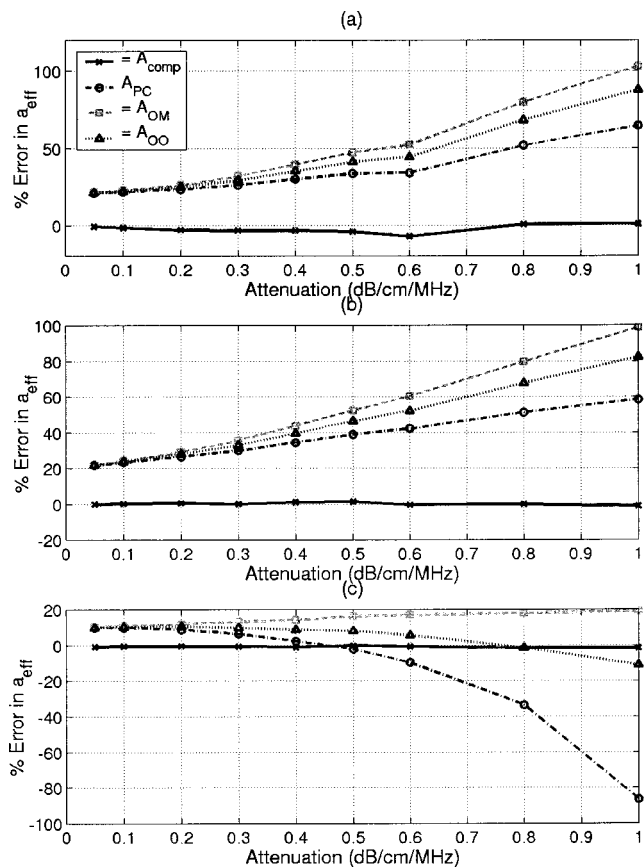 (a)
= A_comp
A_PC
= A_OM
= A_OO
% Error in a_eff
100
50
0
0 0.1 0.2 0.3 0.4 0.5 0.6 0.7 0.8 0.9 1
Attenuation (dB/cm/MHz)
(b)
% Error in a_eff
100
80
60
40
20
0
-20
0 0.1 0.2 0.3 0.4 0.5 0.6 0.7 0.8 0.9 1
Attenuation (dB/cm/MHz)
(c)
% Error in a_eff
20
0
-20
-40
-60
-80
-100
0 0.1 0.2 0.3 0.4 0.5 0.6 0.7 0.8 0.9 1
Attenuation (dB/cm/MHz)